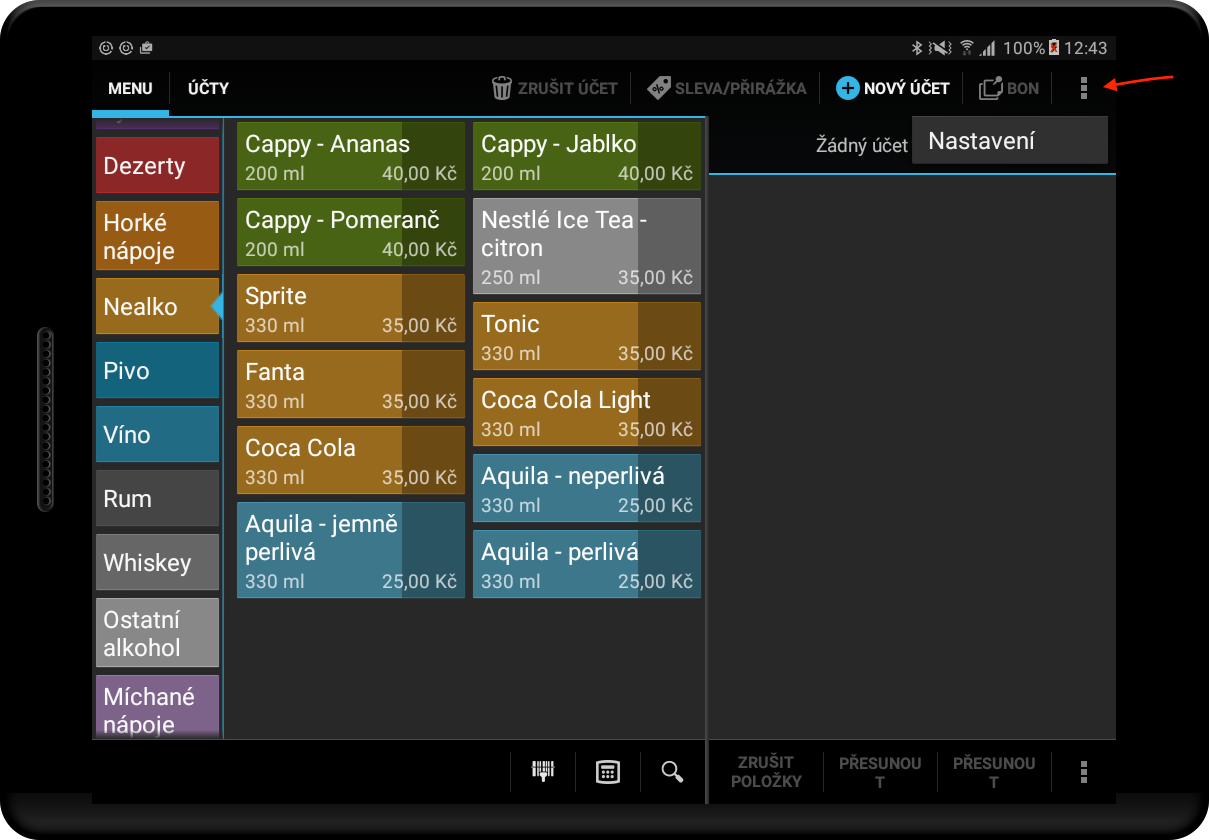 100% 12:43
MENU ÚČTY ZRUŠIT ÚČET SLEVA/PŘIRÁŽKA NOVÝ ÚČET BON
Žádný účet Nastavení
Dezerty
Horké
nápoje
Nealko
Pivo
Víno
Rum
Whiskey
Ostatní
alkohol
Míchané
nápoje
Cappy - Ananas
200 ml 40,00 Kč
Cappy - Pomeranč
200 ml 40,00 Kč
Sprite
330 ml 35,00 Kč
Fanta
330 ml 35,00 Kč
Coca Cola
330 ml 35,00 Kč
Aquila - jemně
perlivá
330 ml 25,00 Kč
Cappy - Jablko
200 ml 40,00 Kč
Nestlé Ice Tea -
citron
250 ml 35,00 Kč
Tonic
330 ml 35,00 Kč
Coca Cola Light
330 ml 35,00 Kč
Aquila - neperlivá
330 ml 25,00 Kč
Aquila - perlivá
330 ml 25,00 Kč
ZRUŠIT
POLOŽKY
PŘESUNOU
T
PŘESUNOU
T